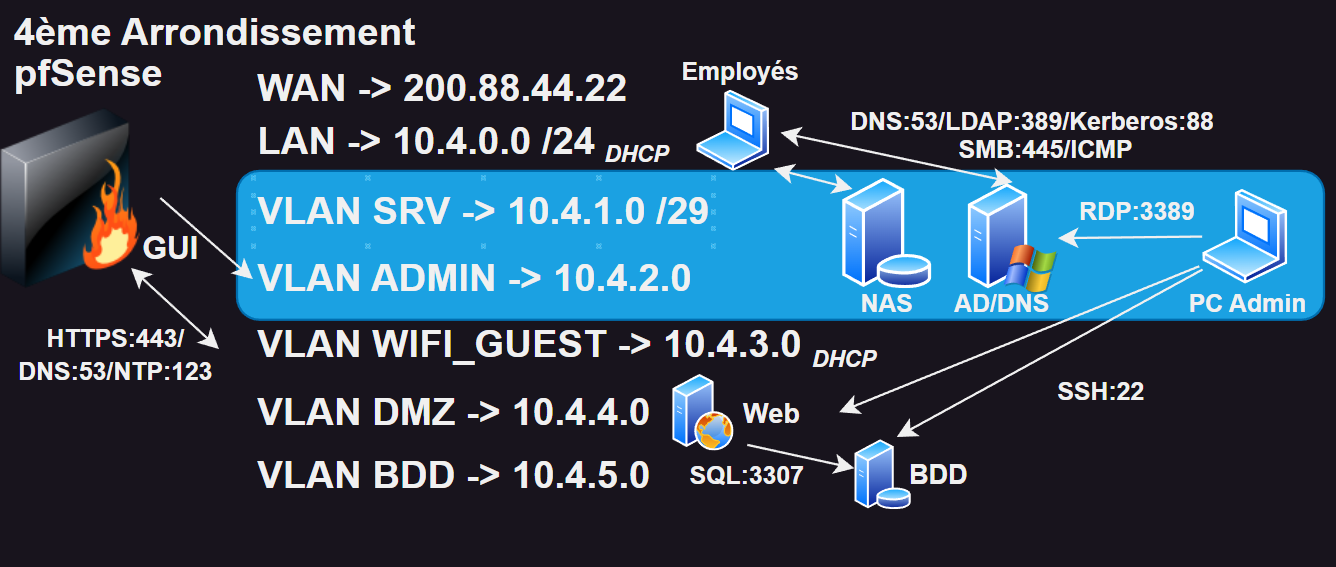 4ème Arrondissement
pfSense
WAN -> 200.88.44.22
LAN -> 10.4.0.0 /24 DHCP
Employés
DNS:53/LDAP:389/Kerberos:88
SMB:445/ICMP
VLAN SRV -> 10.4.1.0 /29
RDP:3389
GUI
VLAN ADMIN -> 10.4.2.0
NAS
AD/DNS
PC Admin
HTTPS:443/
DNS:53/NTP:123
VLAN WIFI_GUEST -> 10.4.3.0 DHCP
SSH:22
VLAN DMZ -> 10.4.4.0
Web
VLAN BDD -> 10.4.5.0
SQL:3307
BDD